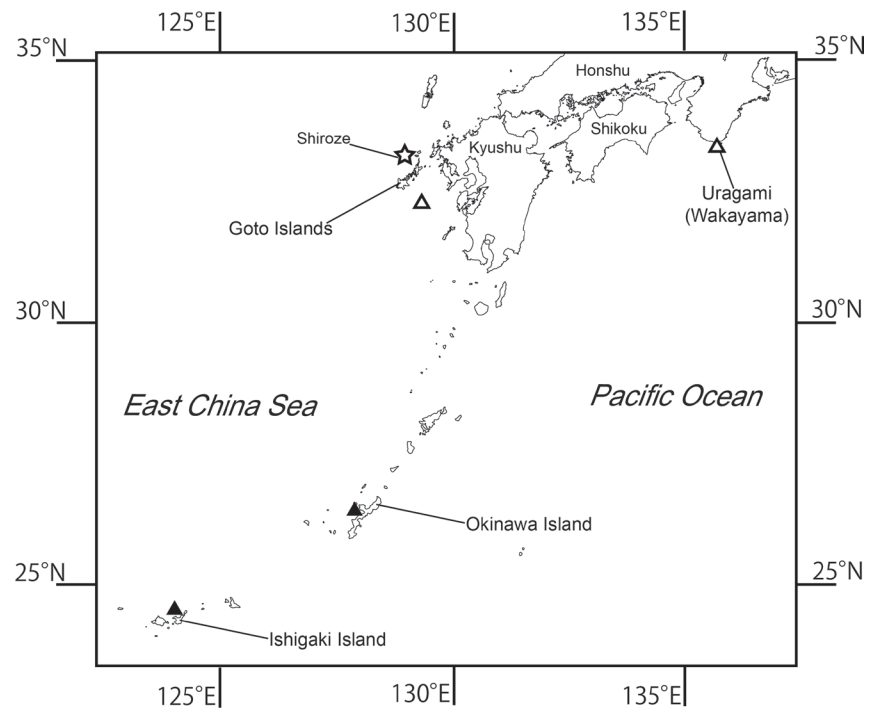 125°E 130°E 135°E
35°N 35°N
Honshu
Shiroze
Shikoku
Kyushu
Uragami
(Wakayama)
Goto Islands
30°N 30°N
East China Sea
Pacific Ocean
Okinawa Island
25°N 25°N
Ishigaki Island
125°E 130°E 135°E